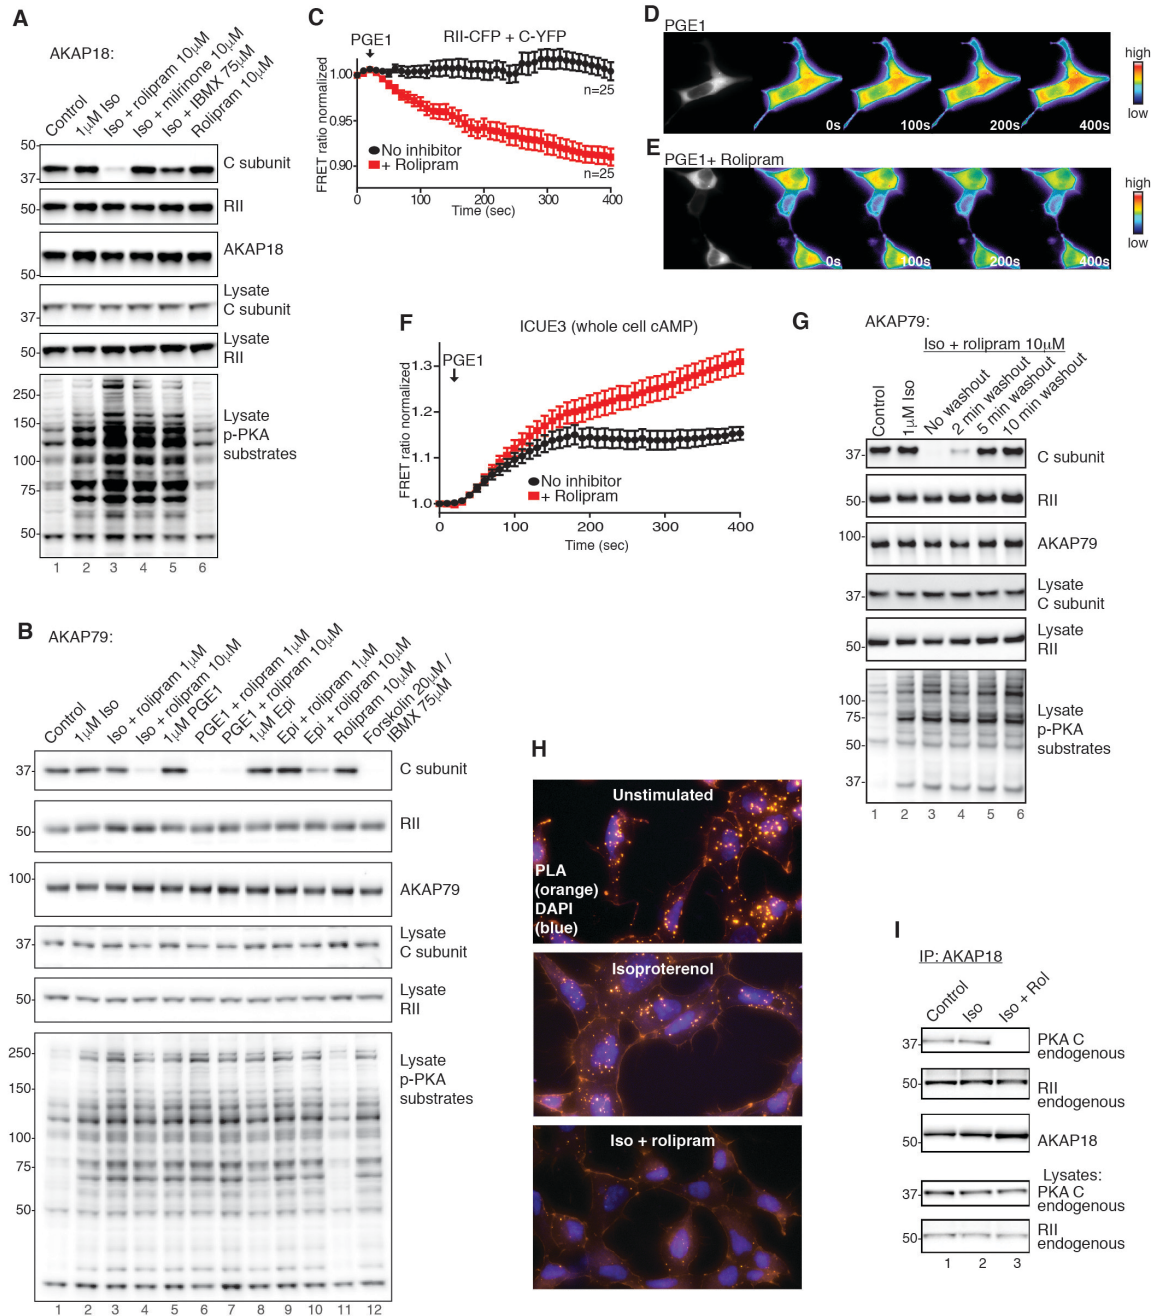 A
AKAP18:
Control
1μM Iso
Iso + rolipram 10μM
Iso + milrinone 10μM
Iso + IBMX 75μM
Rolipram 10μM
50
37
C subunit
50
RII
50
AKAP18
37
Lysate
C subunit
50
Lysate
RII
250
150
100
75
50
Lysate
p-PKA
substrates
1 2 3 4 5 6
B
AKAP79:
Control
1μM Iso
Iso + rolipram 1μM
Iso + rolipram 10μM
1μM PGE1
PGE1 + rolipram 1μM
PGE1 + rolipram 10μM
1μM Epi
Epi + rolipram 1μM
Epi + rolipram 10μM
Rolipram 10μM
Forskolin 20μM /
IBMX 75μM
37
C subunit
50
RII
100
AKAP79
37
Lysate
C subunit
50
Lysate
RII
250
150
100
75
50
Lysate
p-PKA
substrates
1 2 3 4 5 6 7 8 9 10 11 12
C
PGE1
RII-CFP + C-YFP
FRET ratio normalized
1.00
0.95
0.90
n=25
No inhibitor
+ Rolipram
n=25
0 100 200 300 400
Time (sec)
D
PGE1
0s 100s 200s 400s
high
low
E
PGE1+ Rolipram
0s 100s 200s 400s
high
low
F
ICUE3 (whole cell cAMP)
PGE1
FRET ratio normalized
1.3
1.2
1.1
1.0
No inhibitor
+ Rolipram
0 100 200 300 400
Time (sec)
G
AKAP79:
Iso + rolipram 10μM
Control
1μM Iso
No washout
2 min washout
5 min washout
10 min washout
37
C subunit
50
RII
100
AKAP79
37
Lysate
C subunit
50
Lysate
RII
100
75
50
37
Lysate
p-PKA
substrates
1 2 3 4 5 6
H
Unstimulated
PLA
(orange)
DAPI
(blue)
Isoproterenol
Iso + rolipram
I
IP: AKAP18
Control
Iso
Iso + Rol
37
PKA C
endogenous
50
RII
endogenous
50
AKAP18
Lysates:
37
PKA C
endogenous
50
RII
endogenous
1 2 3